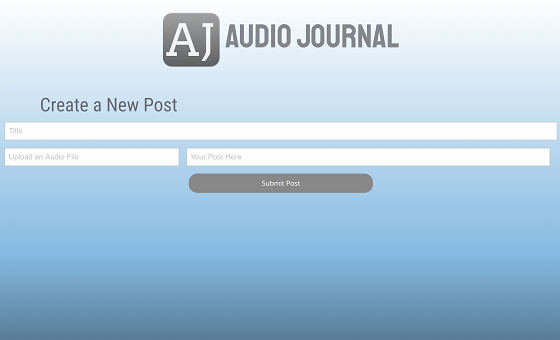 AJ AUDIO JOURNAL
Create a New Post
Title
Upload an Audio File
Your Post Here
Submit Post